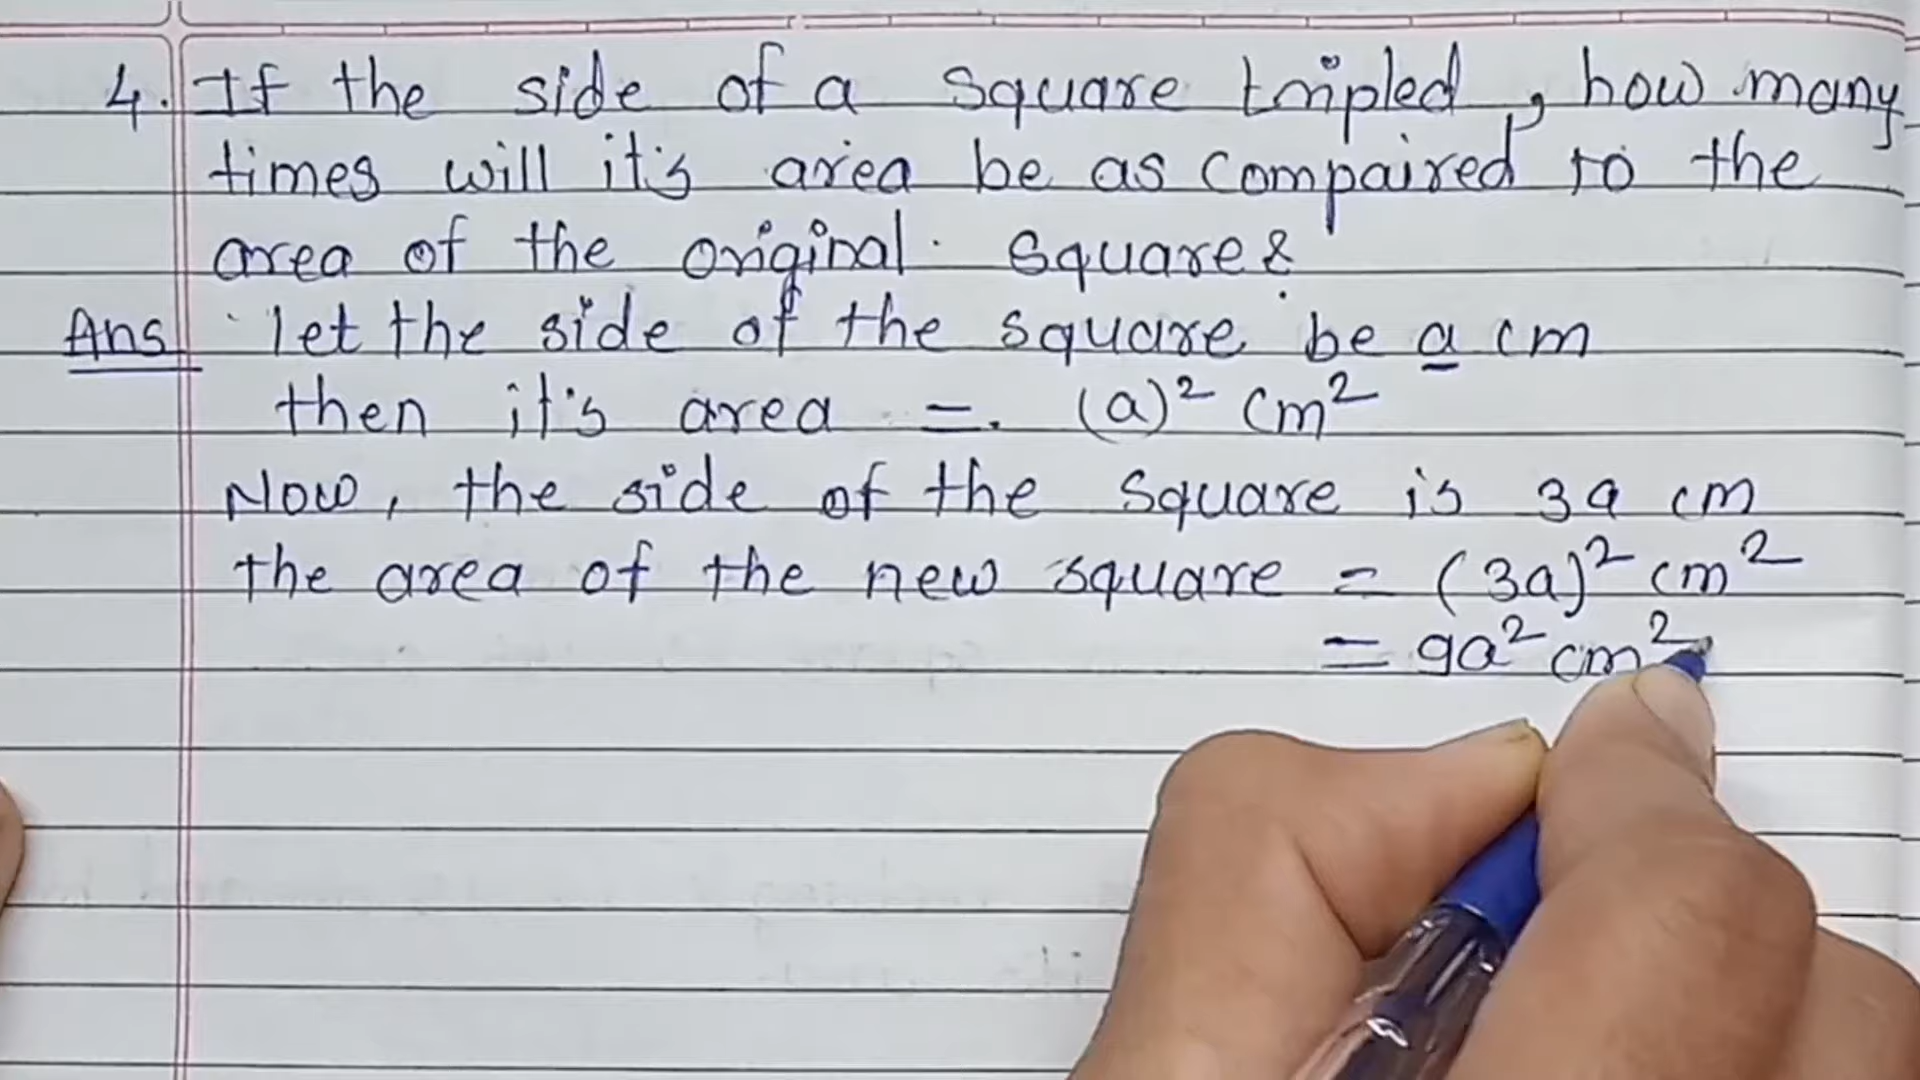 4. If the side of a square tripled, how many
times will it's area be as compaired to the
area of the original square?
Ans let the side of the square be a cm
then it's area = (a)² cm²
Now, the side of the square is 3a cm
the area of the new square = (3a)² cm²
= 9a² cm²